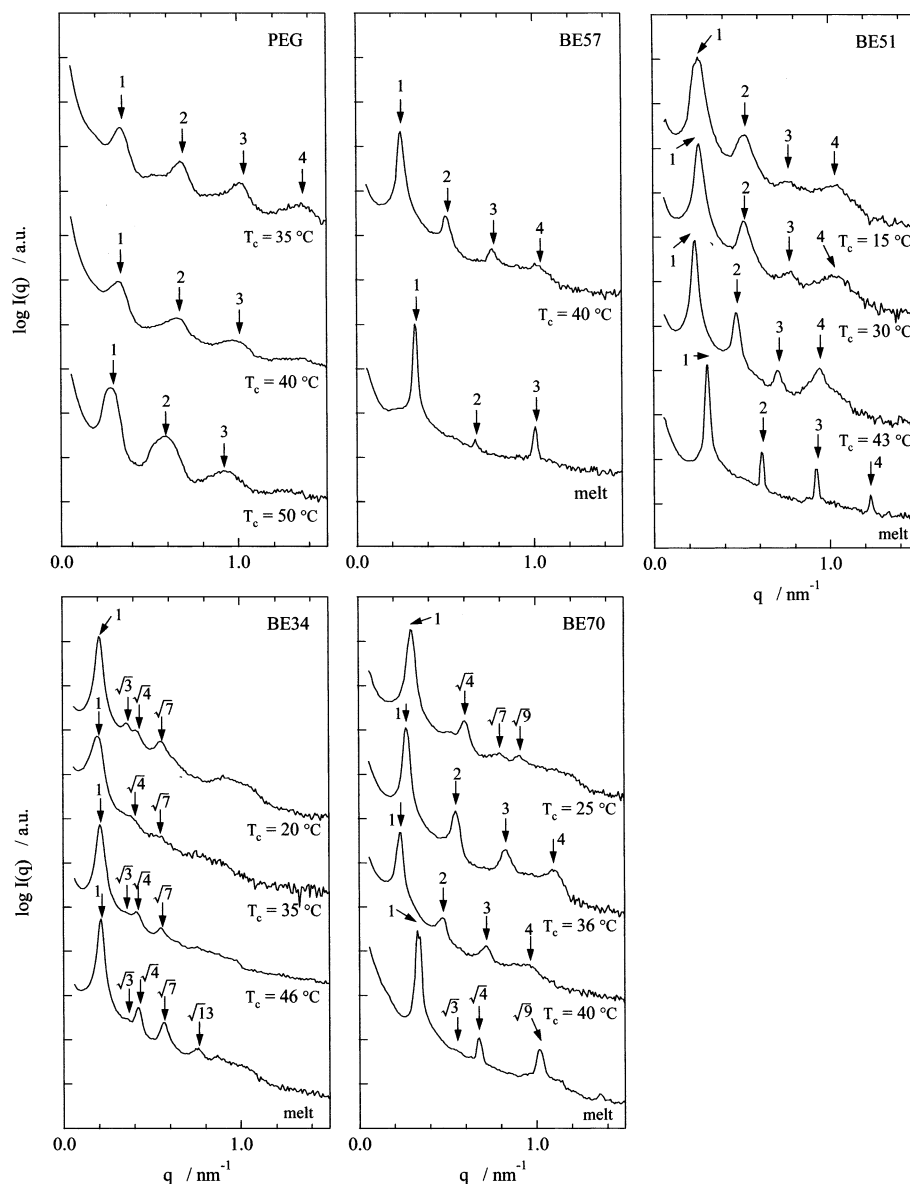 PEG
1
2
3
4
T_c = 35 °C
1
2
3
T_c = 40 °C
1
2
3
T_c = 50 °C
log I(q) / a.u.
0.0 1.0
BE57
1
2
3
4
T_c = 40 °C
1
2
3
melt
0.0 1.0
BE51
1
2
3
4
T_c = 15 °C
1
2
3
4
T_c = 30 °C
1
2
3
4
T_c = 43 °C
1
2
3
4
melt
0.0 1.0
q / nm⁻¹
BE34
1
√3
√4
√7
T_c = 20 °C
1
√4
√7
T_c = 35 °C
1
√3
√4
√7
T_c = 46 °C
1
√3
√4
√7
√13
melt
log I(q) / a.u.
0.0 1.0
q / nm⁻¹
BE70
1
√4
√7
√9
T_c = 25 °C
1
2
3
4
T_c = 36 °C
1
2
3
4
T_c = 40 °C
1
√3
√4
√9
melt
0.0 1.0
q / nm⁻¹